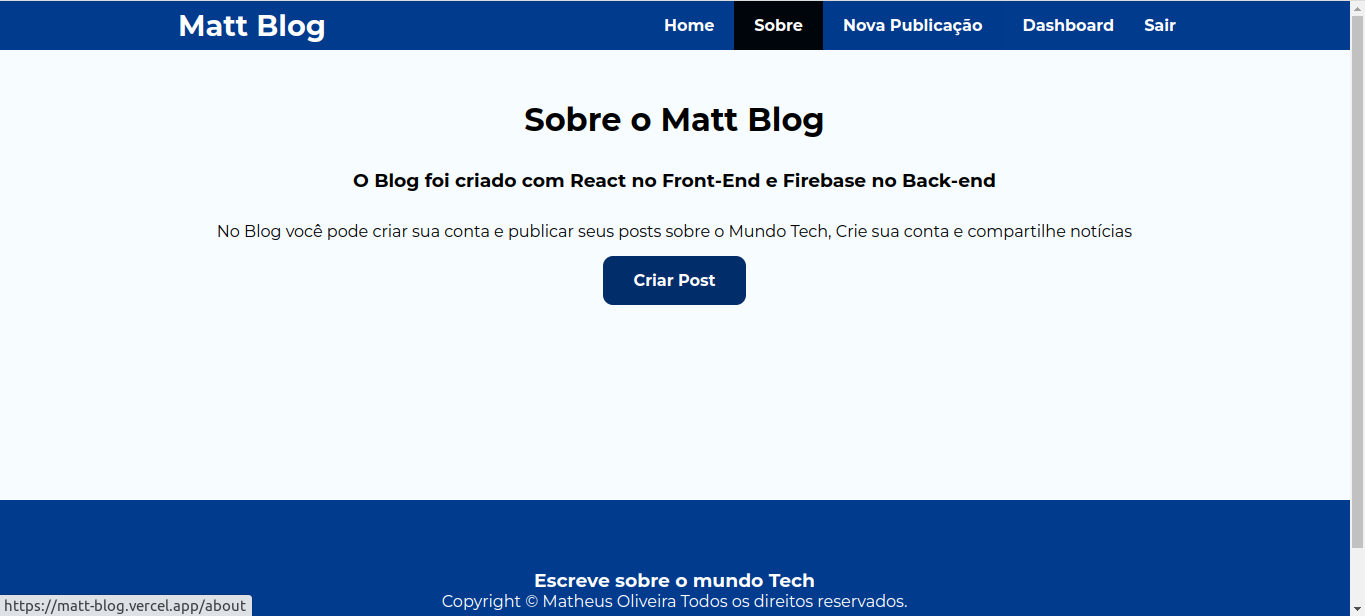 Matt Blog
Home Sobre Nova Publicação Dashboard Sair
Sobre o Matt Blog
O Blog foi criado com React no Front-End e Firebase no Back-end
No Blog você pode criar sua conta e publicar seus posts sobre o Mundo Tech, Crie sua conta e compartilhe notícias
Criar Post
Escreve sobre o mundo Tech
Copyright © Matheus Oliveira Todos os direitos reservados.
https://matt-blog.vercel.app/about